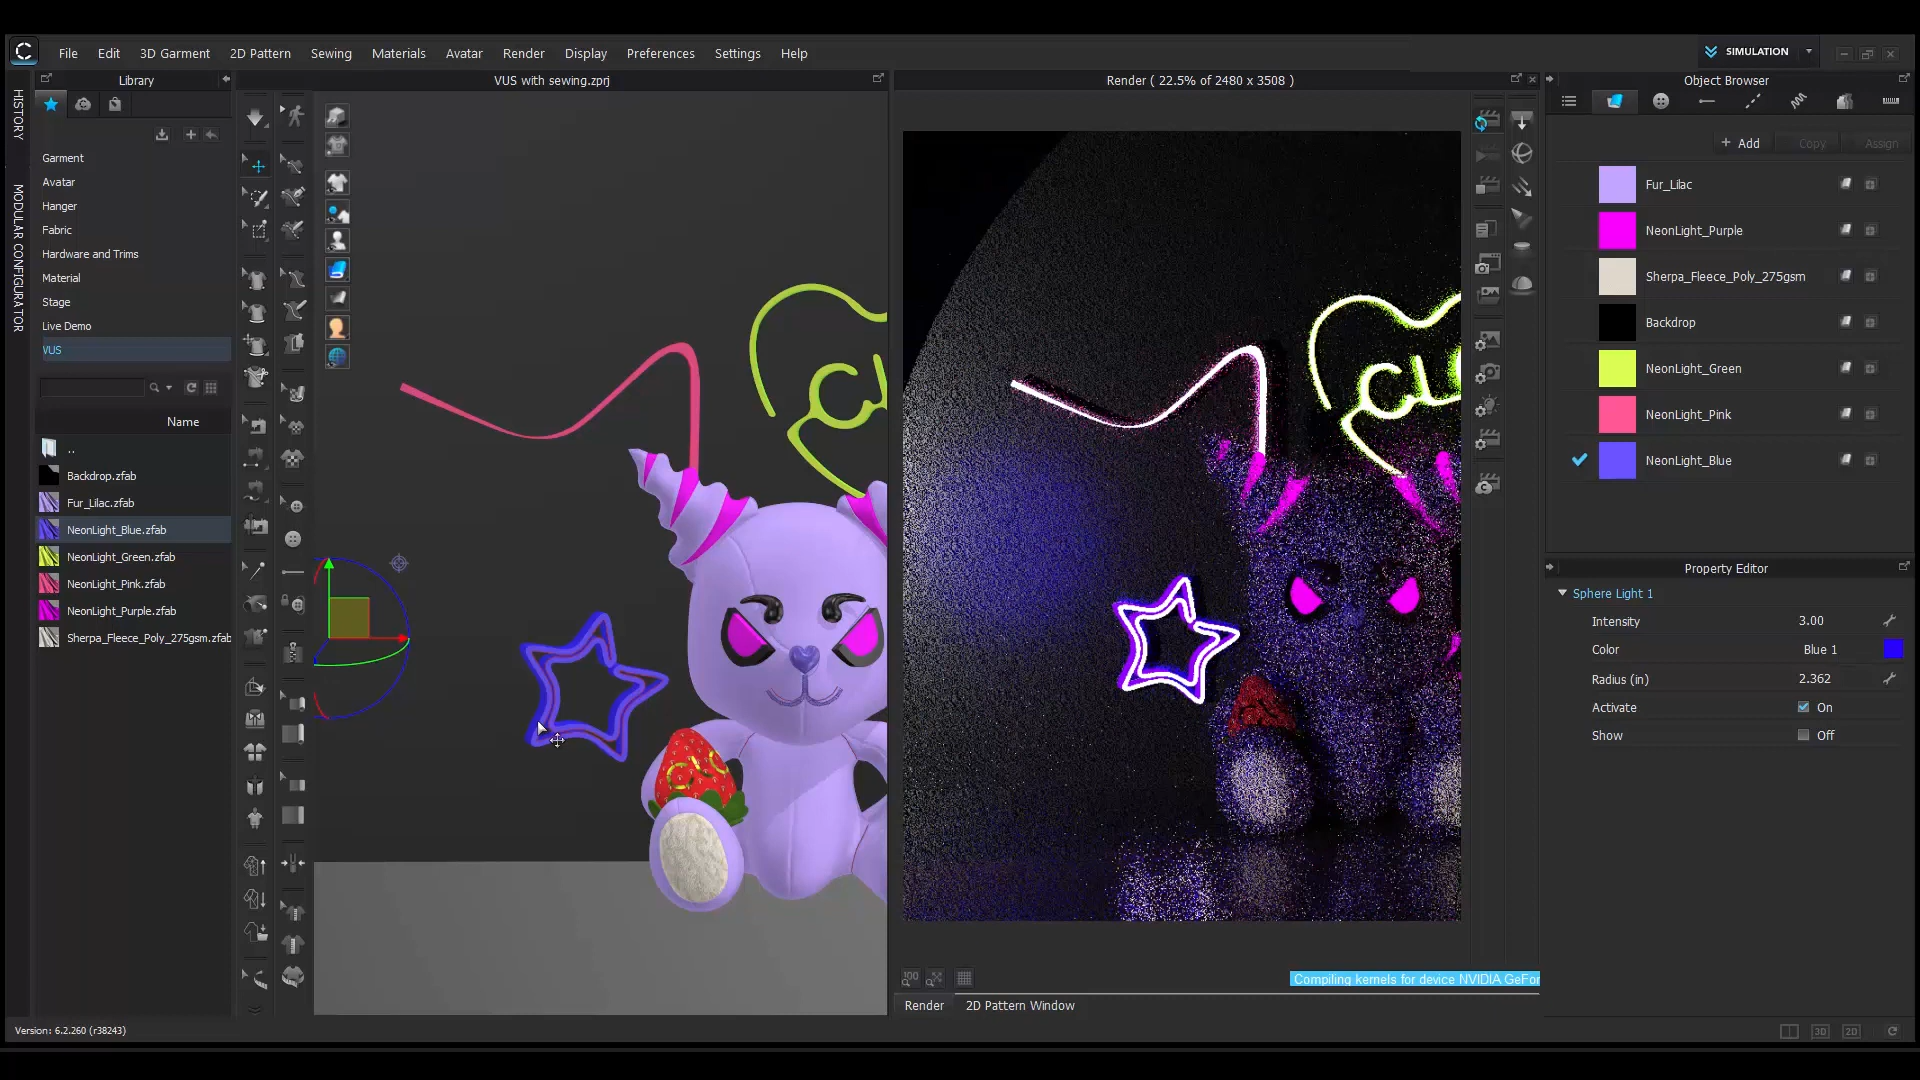 File Edit 3D Garment 2D Pattern Sewing Materials Avatar Render Display Preferences Settings Help
SIMULATION
Library
VUS with sewing.zprj
Render ( 22.5% of 2480 x 3508 )
Object Browser
HISTORY
MODULAR CONFIGURATOR
Garment
Avatar
Hanger
Fabric
Hardware and Trims
Material
Stage
Live Demo
VUS
Name
..
Backdrop.zfab
Fur_Lilac.zfab
NeonLight_Blue.zfab
NeonLight_Green.zfab
NeonLight_Pink.zfab
NeonLight_Purple.zfab
Sherpa_Fleece_Poly_275gsm.zfab
+ Add Copy Assign
Fur_Lilac
NeonLight_Purple
Sherpa_Fleece_Poly_275gsm
Backdrop
NeonLight_Green
NeonLight_Pink
NeonLight_Blue
Property Editor
Sphere Light 1
Intensity 3.00
Color Blue 1
Radius (in) 2.362
Activate On
Show Off
100
Compiling kernels for device NVIDIA GeFor
Render 2D Pattern Window
Version: 6.2.260 (r38243)
3D 2D